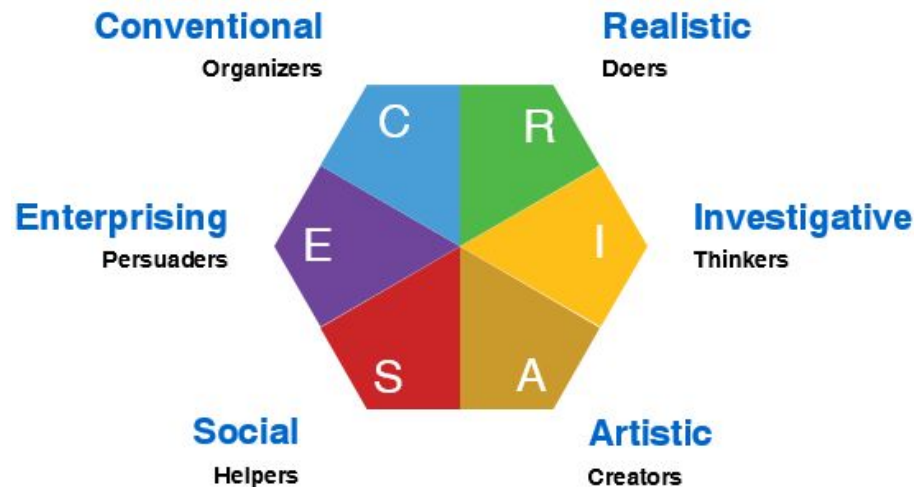 Conventional
Organizers
Realistic
Doers
C
R
Enterprising
Persuaders
E
I
Investigative
Thinkers
S
A
Social
Helpers
Artistic
Creators